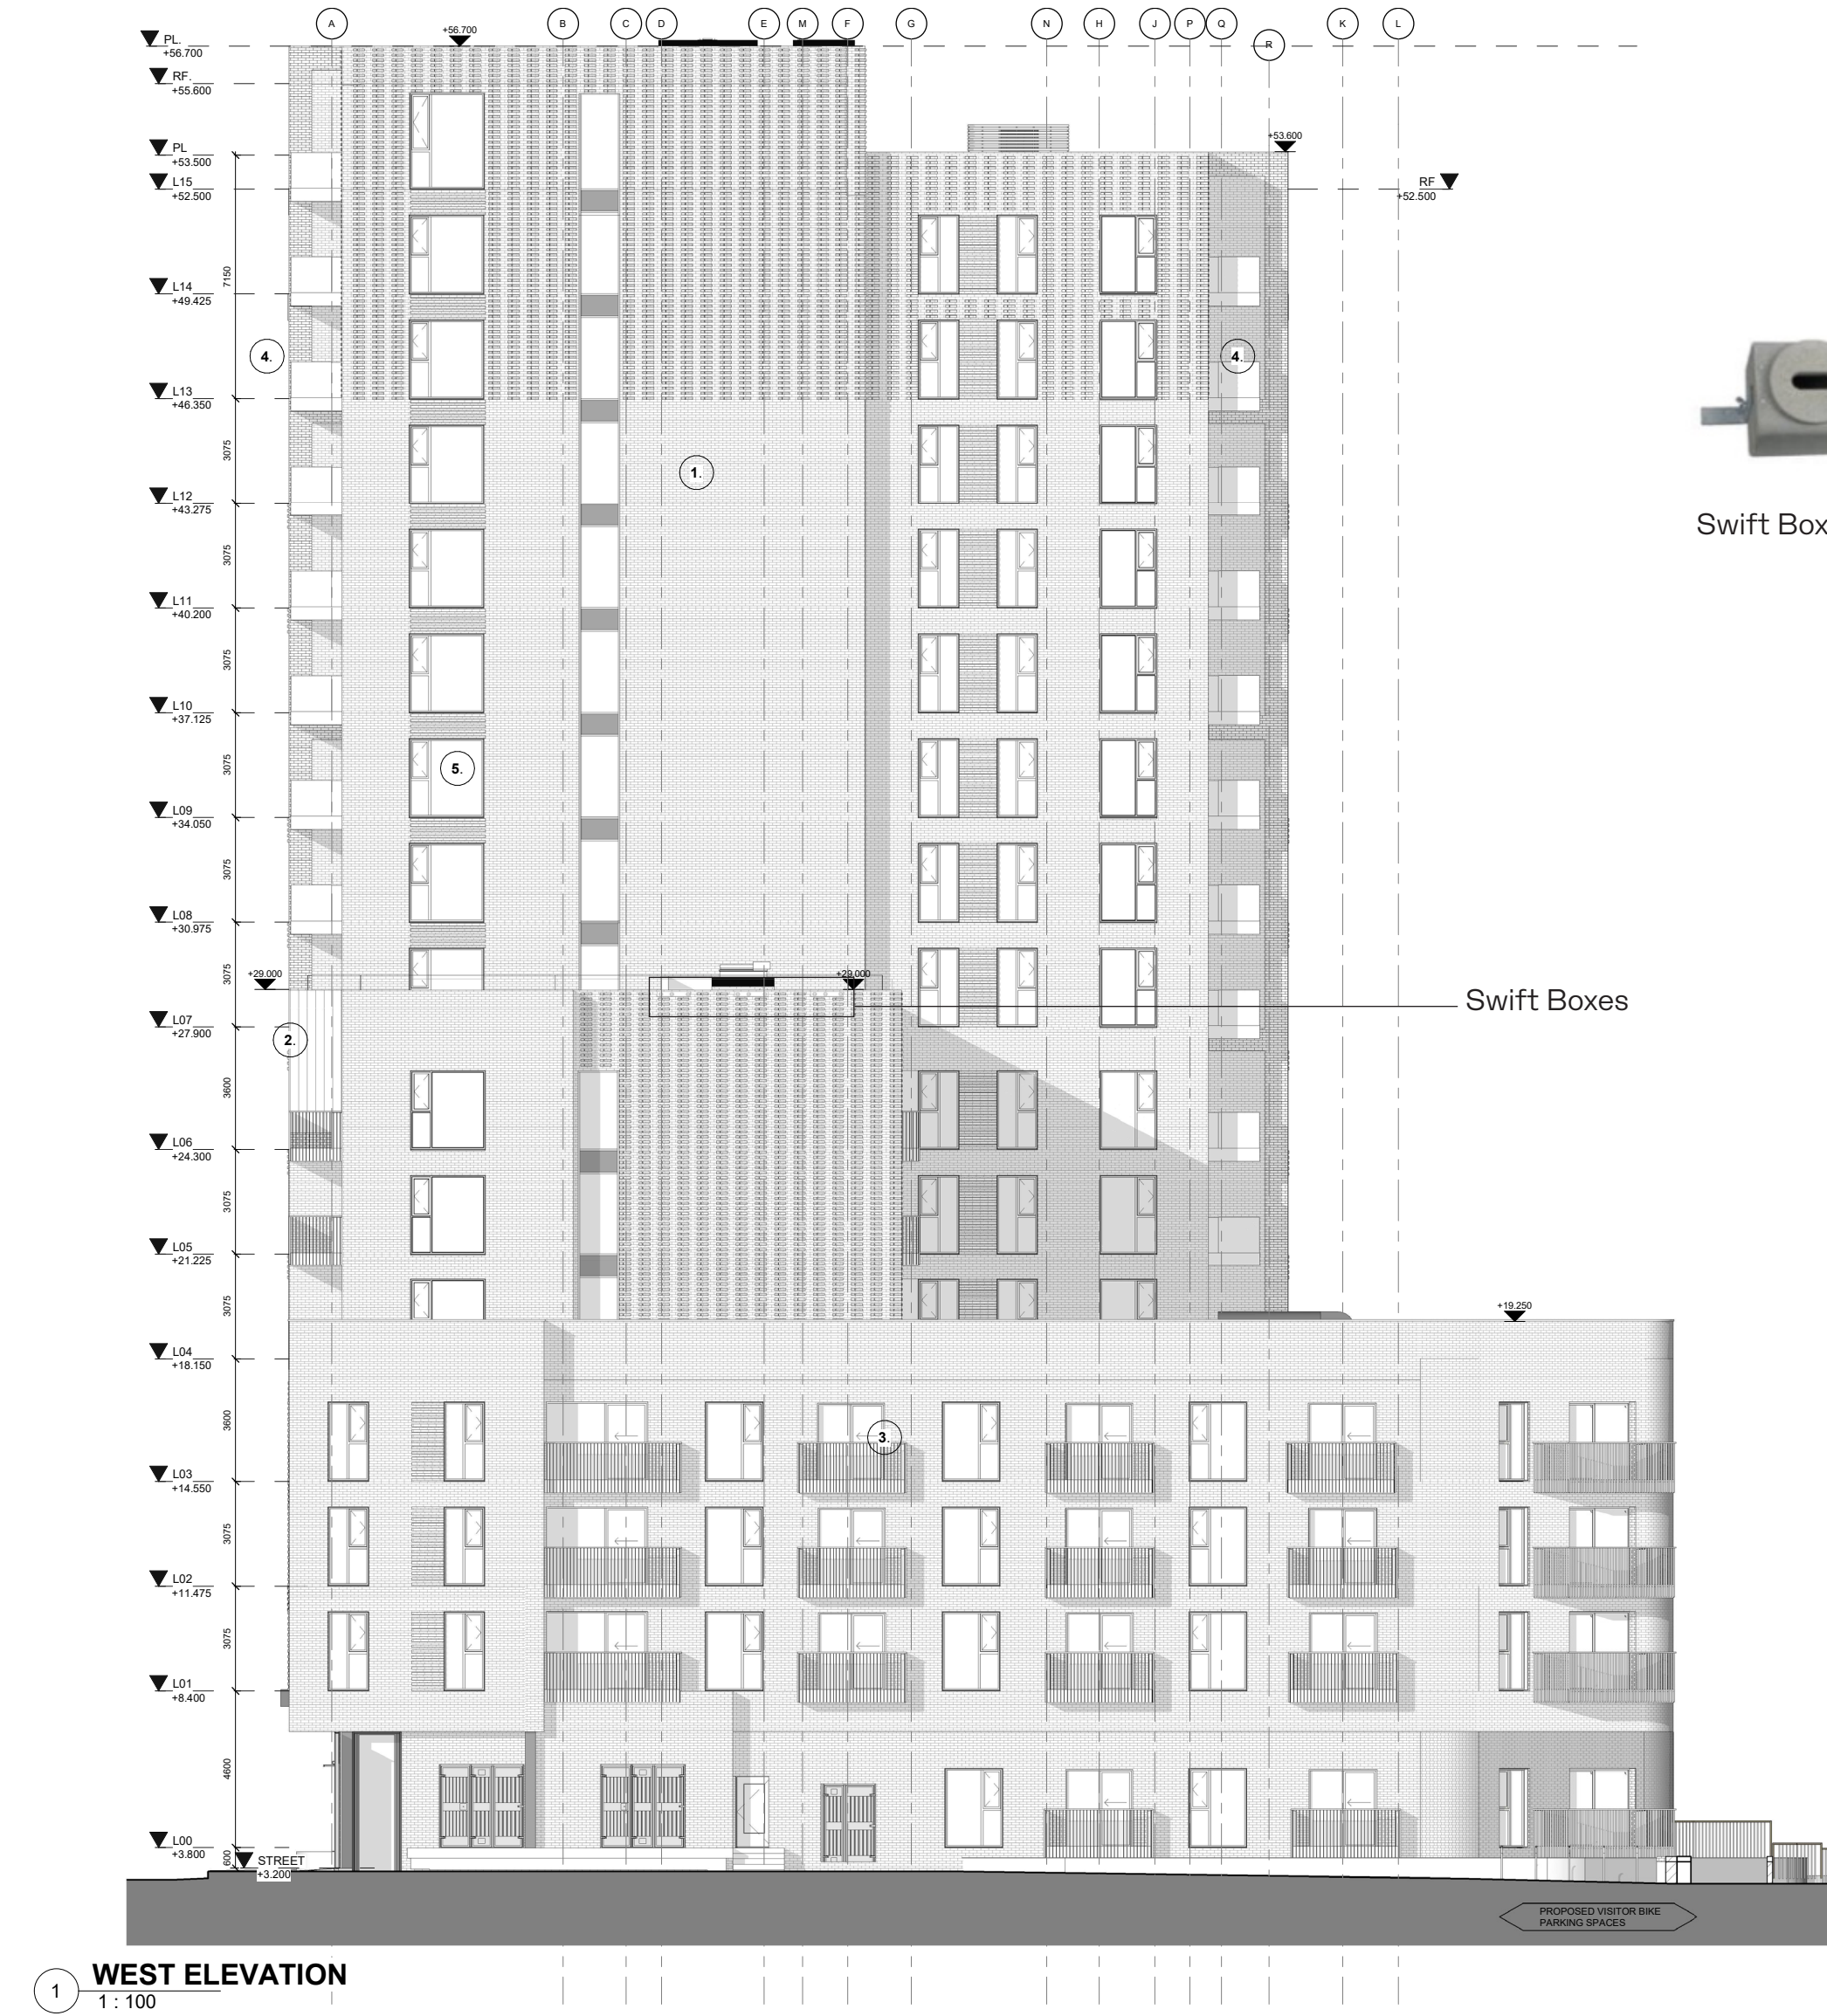 A B C D E M F G N H J P Q R K L
PL.
+56.700
+56.700
RF.
+55.600
PL
+53.500
+53.600
L15
+52.500
RF
+52.500
7150
L14
+49.425
4.
4.
L13
+46.350
3075
1.
L12
+43.275
Swift Box
3075
L11
+40.200
3075
L10
+37.125
3075
5.
L09
+34.050
3075
L08
+30.975
3075
+29.000
+29.000
Swift Boxes
L07
+27.900
2.
3600
L06
+24.300
3075
L05
+21.225
3075
+19.250
L04
+18.150
3600
3.
L03
+14.550
3075
L02
+11.475
3075
L01
+8.400
4600
L00
+3.800
600
STREET
+3.200
PROPOSED VISITOR BIKE
PARKING SPACES
1
WEST ELEVATION
1 : 100